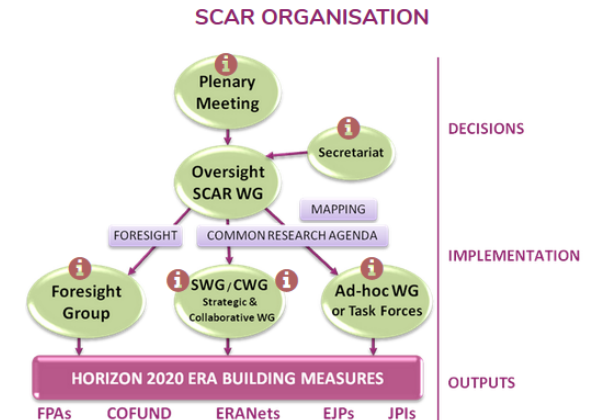 SCAR ORGANISATION
i
Plenary
Meeting
DECISIONS
i
Secretariat
Oversight
SCAR WG
MAPPING
FORESIGHT
COMMON RESEARCH AGENDA
IMPLEMENTATION
i
Foresight
Group
i
i
SWG / CWG
Strategic &
Collaborative WG
i
Ad-hoc WG
or Task Forces
HORIZON 2020 ERA BUILDING MEASURES
OUTPUTS
FPAs COFUND ERANets EJPs JPIs